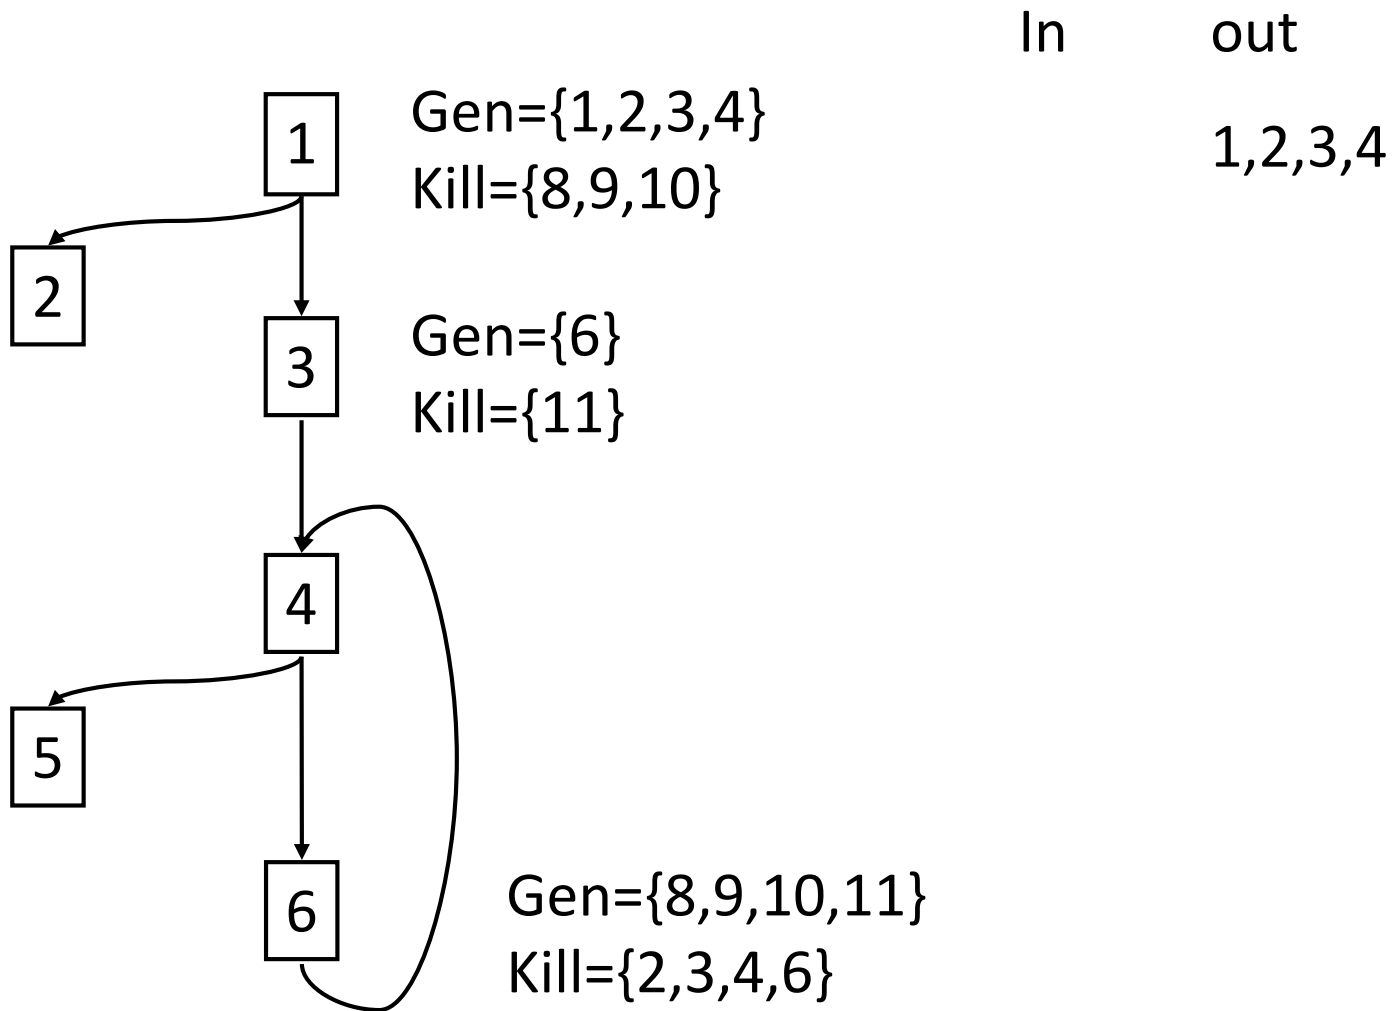 In out
1 Gen={1,2,3,4}
Kill={8,9,10}
1,2,3,4
2
3 Gen={6}
Kill={11}
4
5
6 Gen={8,9,10,11}
Kill={2,3,4,6}